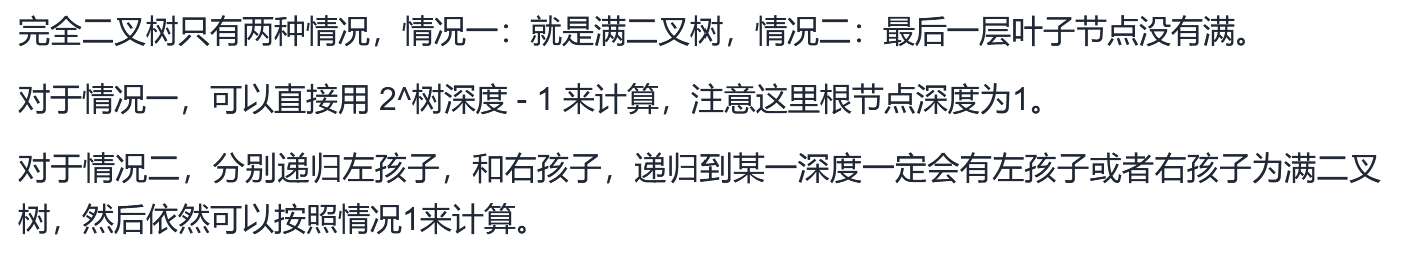 完全二叉树只有两种情况，情况一：就是满二叉树，情况二：最后一层叶子节点没有满。
对于情况一，可以直接用 2^树深度 - 1 来计算，注意这里根节点深度为1。
对于情况二，分别递归左孩子，和右孩子，递归到某一深度一定会有左孩子或者右孩子为满二叉
树，然后依然可以按照情况1来计算。